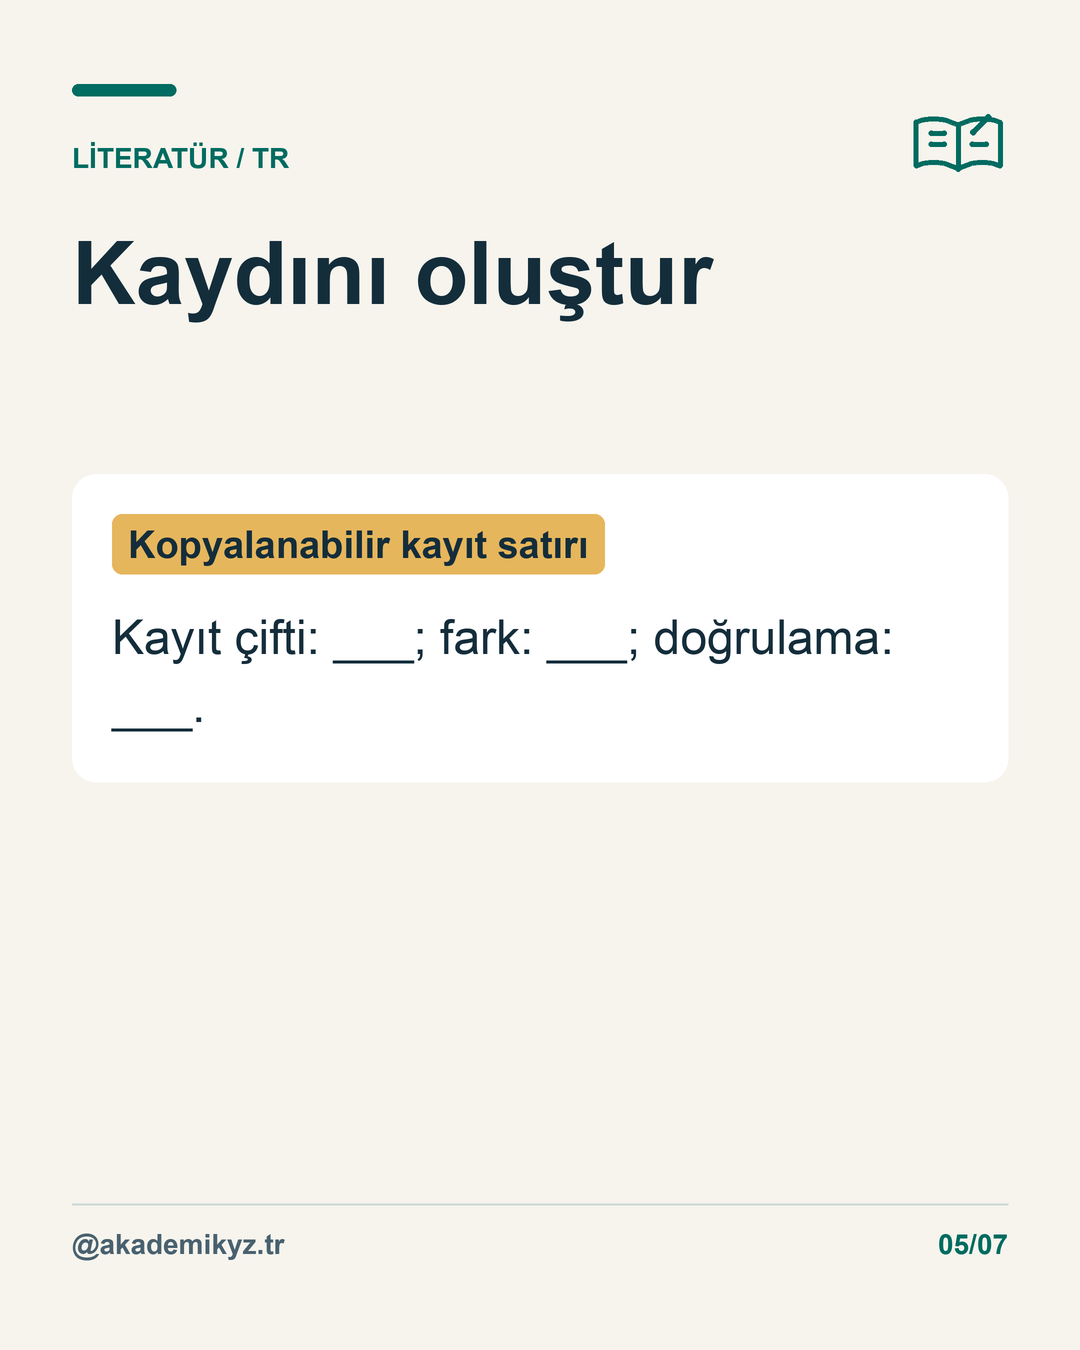 LİTERATÜR / TR
Kaydını oluştur
Kopyalanabilir kayıt satırı
Kayıt çifti: ___; fark: ___; doğrulama:
___.
@akademikyz.tr
05/07